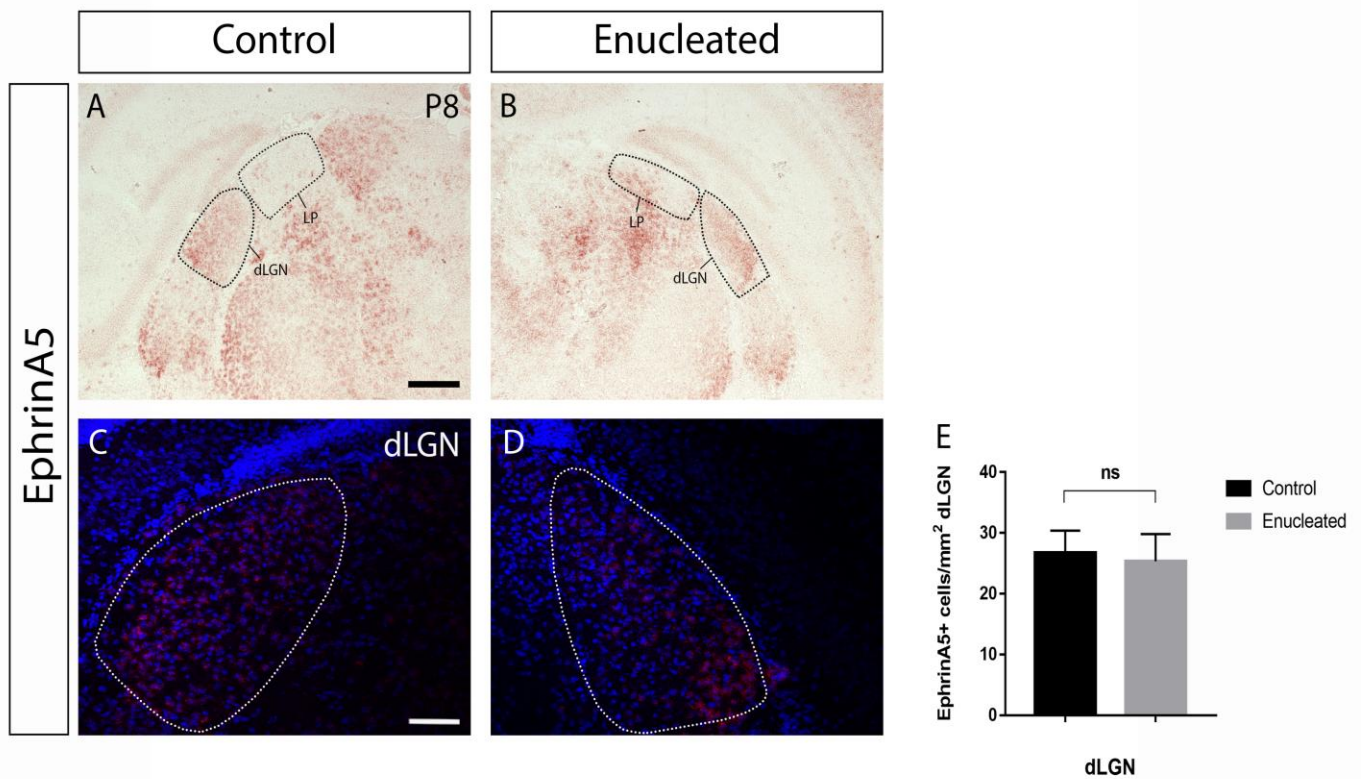 Control
Enucleated
EphrinA5
A
P8
LP
dLGN
B
LP
dLGN
C
dLGN
D
E
EphrinA5+ cells/mm² dLGN
40
30
20
10
0
ns
Control
Enucleated
dLGN